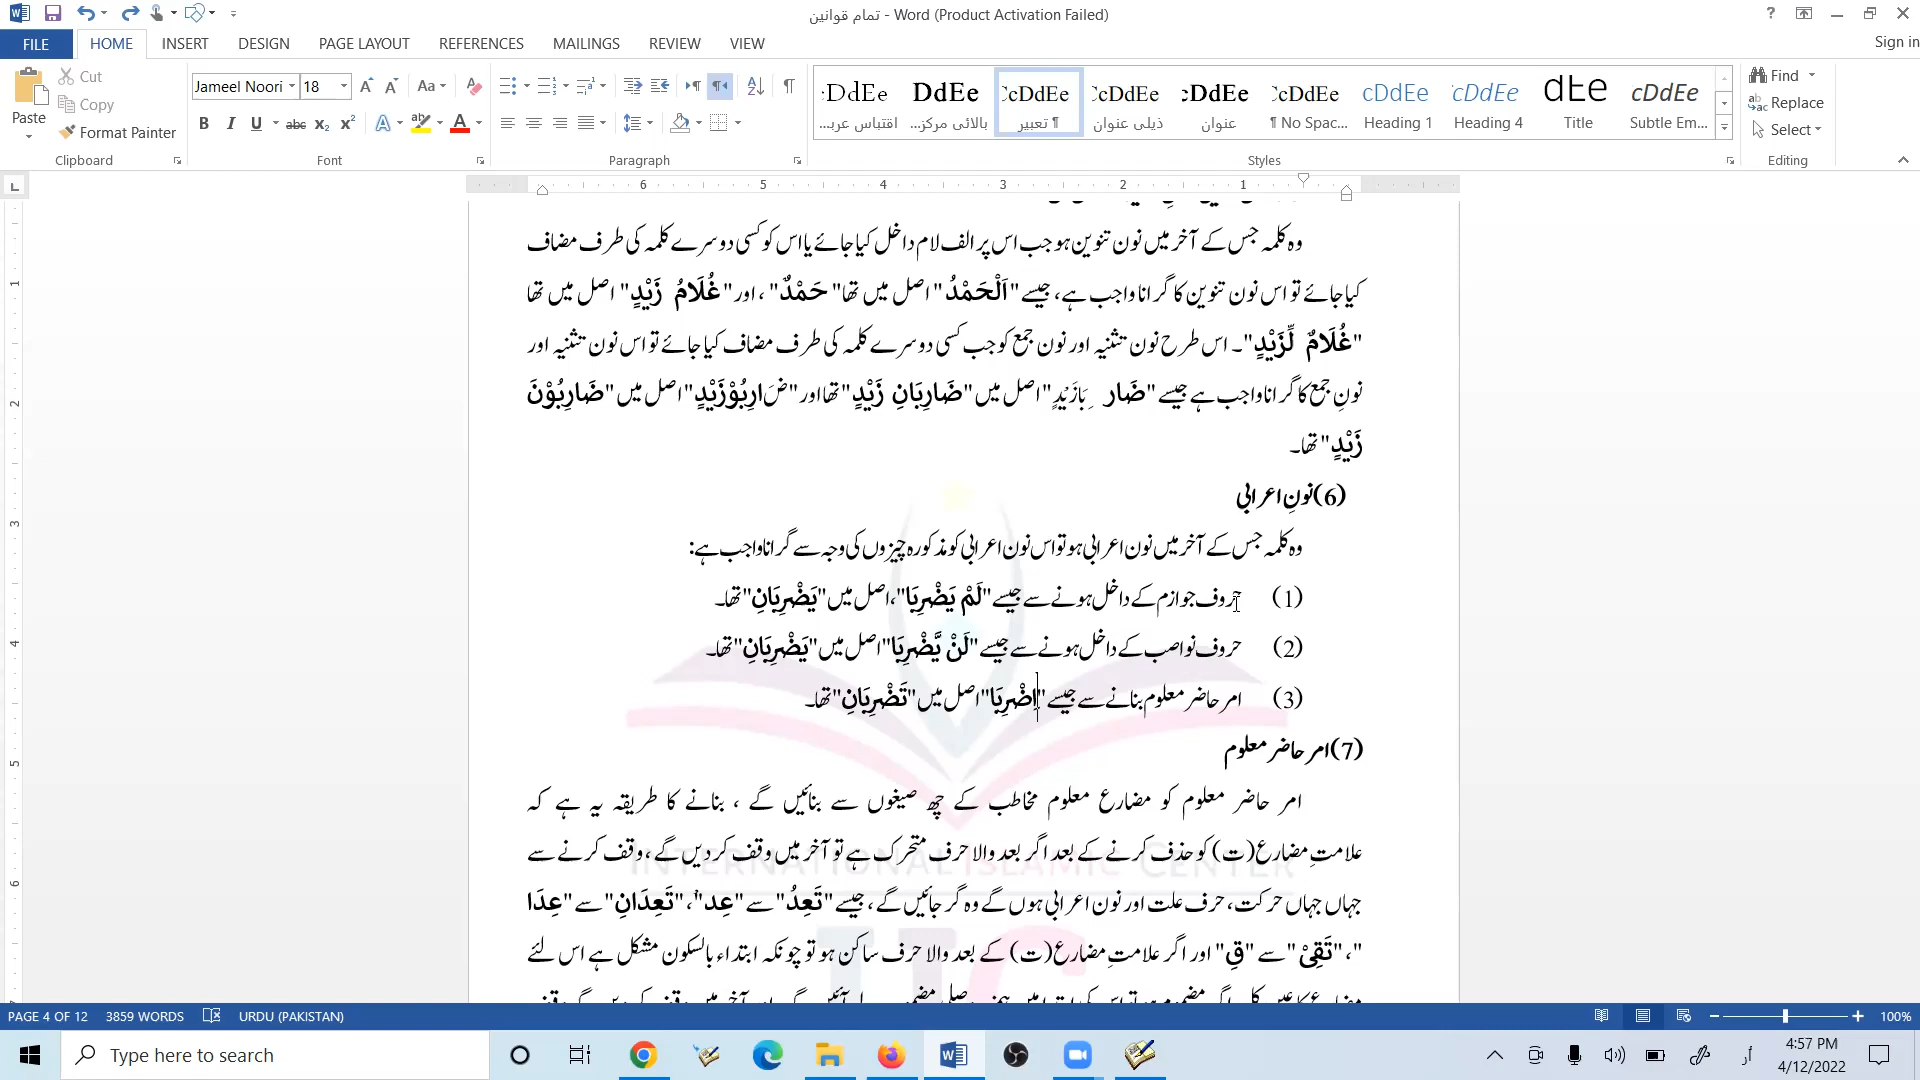 تمام قوانین - Word (Product Activation Failed)
FILE HOME INSERT DESIGN PAGE LAYOUT REFERENCES MAILINGS REVIEW VIEW
Sign in
Paste
Cut
Copy
Format Painter
Clipboard
Jameel Noori 18
Font
Paragraph
اقتباس عربی... بالائی مرکز... ¶ تعبیر ذیلی عنوان عنوان ¶ No Spac... Heading 1 Heading 4 Title Subtle Em...
Styles
Find
Replace
Select
Editing
وہ کلمہ جس کے آخر میں نون تنوین ہو جب اس پر الف لام داخل کیا جائے یا اس کو کسی دوسرے کلمہ کی طرف مضاف
کیا جائے تو اس نون تنوین کا گرانا واجب ہے، جیسے "اَلْحَمْدُ" اصل میں تھا "حَمْدٌ"، اور "غُلَامُ زَیْدٍ" اصل میں تھا
"غُلَامٌ لِّزَیْدٍ"۔ اس طرح نون تثنیہ اور نون جمع کو جب کسی دوسرے کلمہ کی طرف مضاف کیا جائے تو اس نون تثنیہ اور
نونِ جمع کا گرانا واجب ہے جیسے "ضَار ِبَازَیْدٍ" اصل میں "ضَارِبَانِ زَیْدٍ" تھا اور "ضَارِبُوْزَیْدٍ" اصل میں "ضَارِبُوْنَ
زَیْدٍ" تھا۔
(6) نونِ اعرابی
وہ کلمہ جس کے آخر میں نون اعرابی ہو تو اس نون اعرابی کو مذکورہ چیزوں کی وجہ سے گرانا واجب ہے:
(1) حروف جوازم کے داخل ہونے سے جیسے "لَمْ یَضْرِبَا"، اصل میں "یَضْرِبَانِ" تھا۔
(2) حروف نواصب کے داخل ہونے سے جیسے "لَنْ یَّضْرِبَا" اصل میں "یَضْرِبَانِ" تھا۔
(3) امر حاضر معلوم بنانے سے جیسے "اِضْرِبَا" اصل میں "تَضْرِبَانِ" تھا۔
(7) امر حاضر معلوم
امر حاضر معلوم کو مضارع معلوم مخاطب کے چھ صیغوں سے بنائیں گے ، بنانے کا طریقہ یہ ہے کہ
علامتِ مضارع (ت) کو حذف کرنے کے بعد اگر بعد والا حرف متحرک ہے تو آخر میں وقف کر دیں گے، وقف کرنے سے
جہاں جہاں حرکت، حرف علت اور نون اعرابی ہوں گے وہ گر جائیں گے، جیسے "تَعِدُ" سے "عِد"، "تَعِدَانِ" سے "عِدَا
"، "تَقِیْ" سے "قِ" اور اگر علامتِ مضارع (ت) کے بعد والا حرف ساکن ہو تو چونکہ ابتداء بالسکون مشکل ہے اس لئے
INTERNATIONAL ISLAMIC CENTER
IIC
PAGE 4 OF 12 3859 WORDS URDU (PAKISTAN) 100%
Type here to search
4:57 PM
4/12/2022